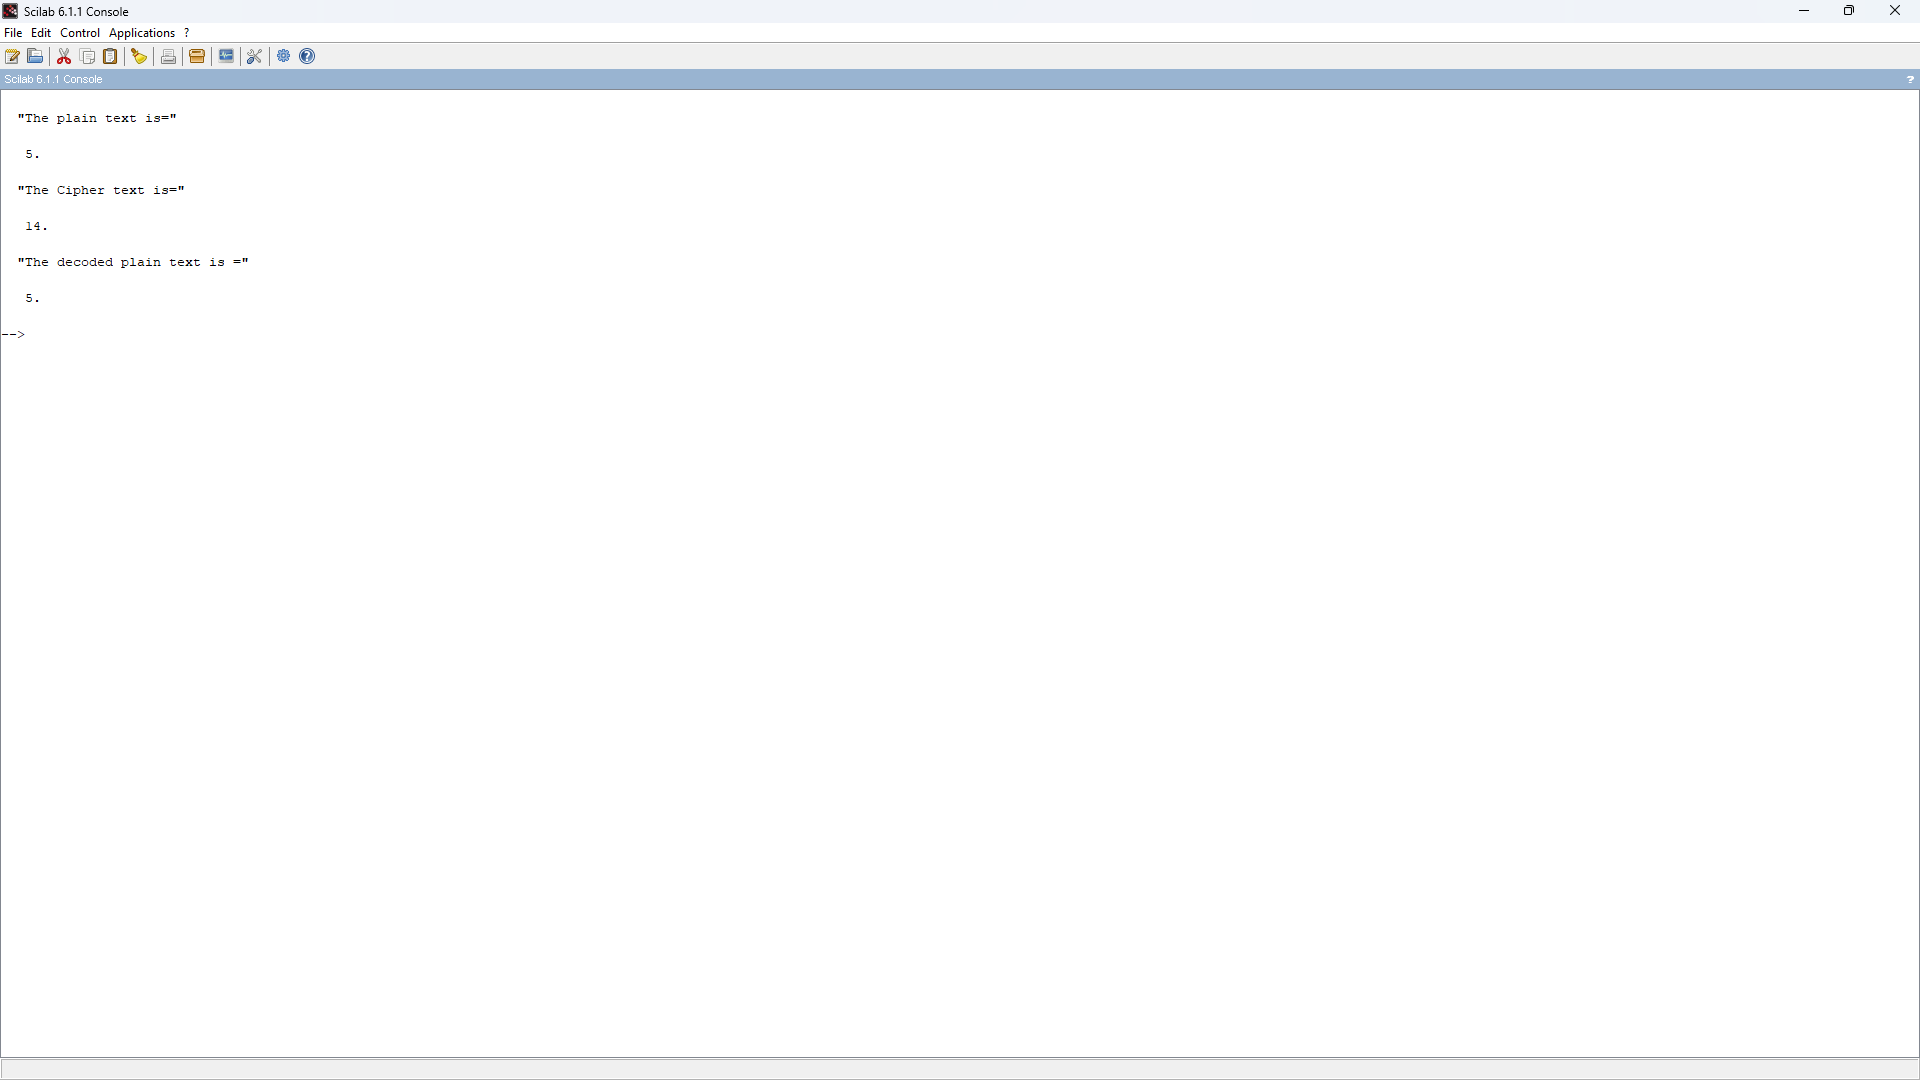 Scilab 6.1.1 Console
File Edit Control Applications ?
Scilab 6.1.1 Console ?
"The plain text is="
5.
"The Cipher text is="
14.
"The decoded plain text is ="
5.
-->